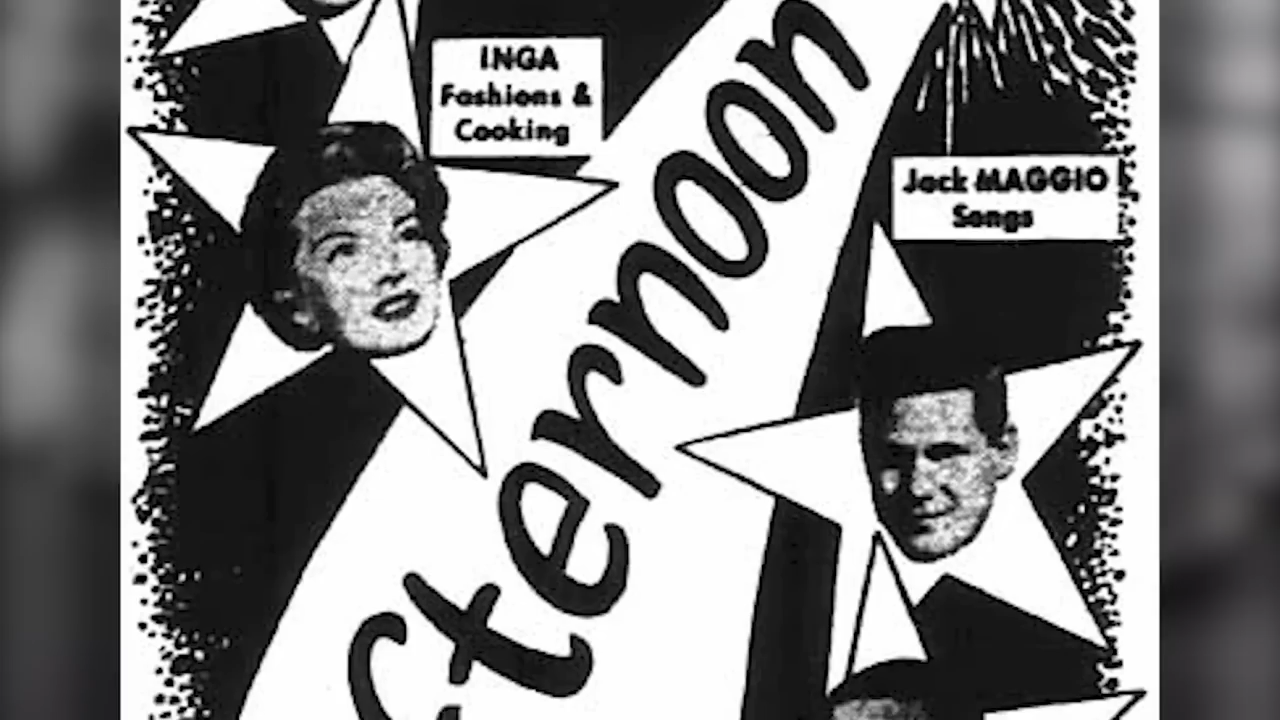 INGA
Fashions &
Cooking
Jack MAGGIO
Songs
fternoon